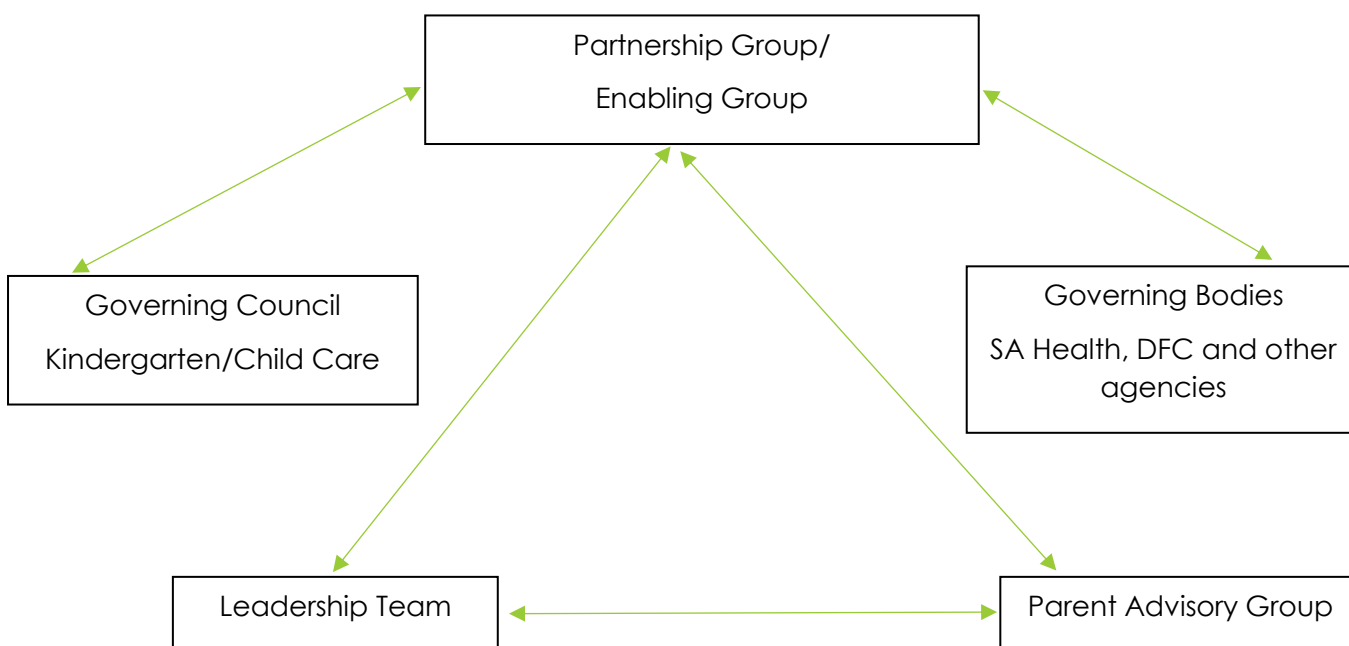 Partnership Group/
Enabling Group
Governing Council
Kindergarten/Child Care
Governing Bodies
SA Health, DFC and other
agencies
Leadership Team
Parent Advisory Group